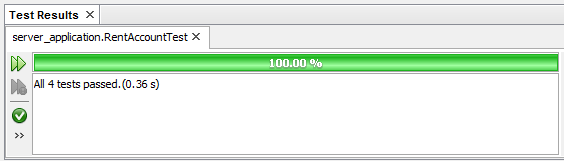 Test Results
server_application.RentAccountTest
100.00 %
All 4 tests passed.(0.36 s)
>>